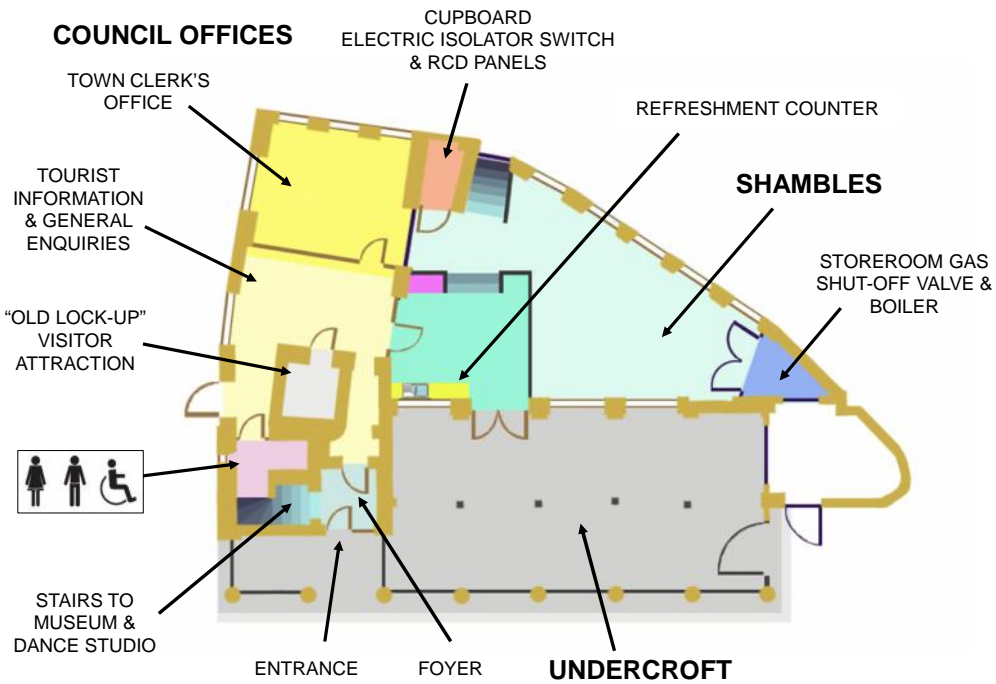 COUNCIL OFFICES
CUPBOARD
ELECTRIC ISOLATOR SWITCH
& RCD PANELS
TOWN CLERK'S
OFFICE
REFRESHMENT COUNTER
TOURIST
INFORMATION
& GENERAL
ENQUIRIES
SHAMBLES
STOREROOM GAS
SHUT-OFF VALVE &
BOILER
“OLD LOCK-UP”
VISITOR
ATTRACTION
STAIRS TO
MUSEUM &
DANCE STUDIO
ENTRANCE
FOYER
UNDERCROFT